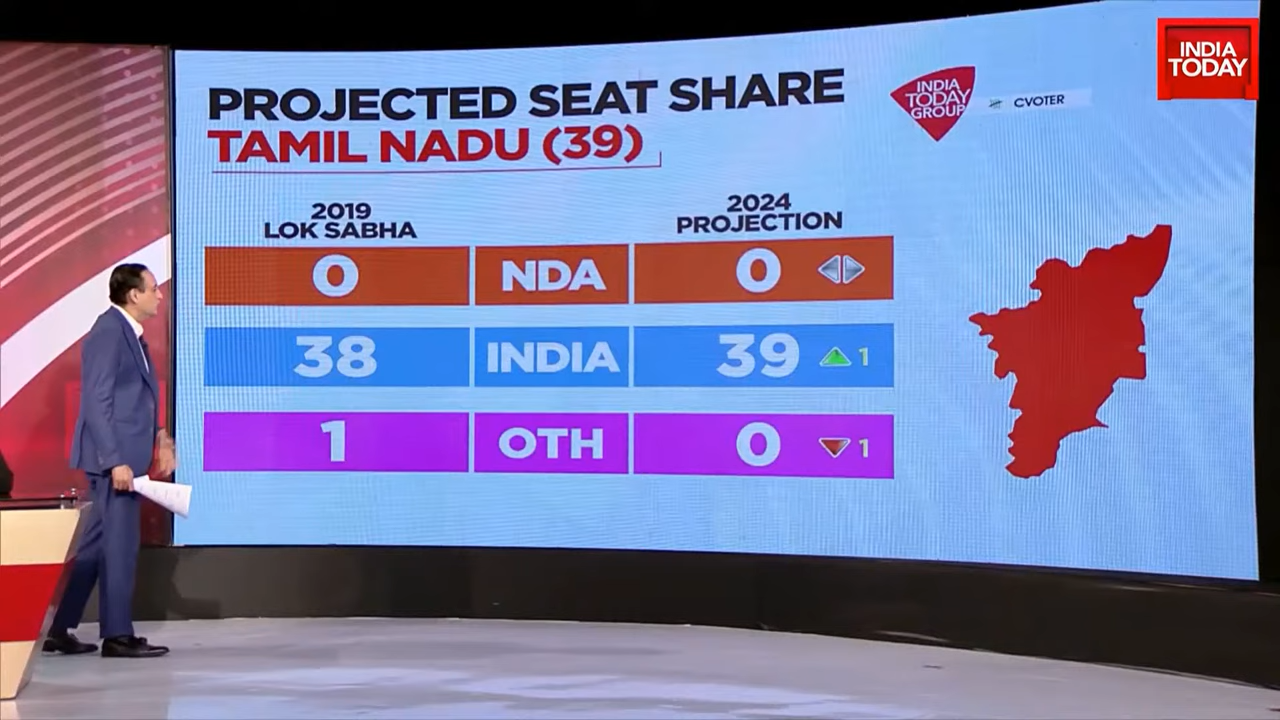 INDIA
TODAY
PROJECTED SEAT SHARE
TAMIL NADU (39)
INDIA
TODAY
GROUP
CVOTER
2019
LOK SABHA
2024
PROJECTION
0 NDA 0
38 INDIA 39 1
1 OTH 0 1